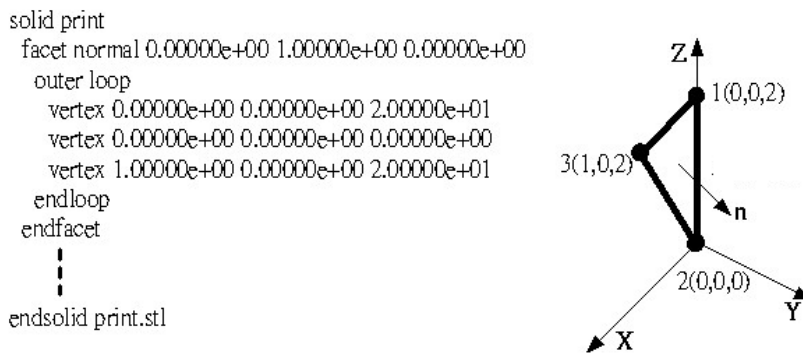 solid print
facet normal 0.00000e+00 1.00000e+00 0.00000e+00
outer loop
vertex 0.00000e+00 0.00000e+00 2.00000e+01
vertex 0.00000e+00 0.00000e+00 0.00000e+00
vertex 1.00000e+00 0.00000e+00 2.00000e+01
endloop
endfacet
endsolid print.stl
Z
1(0,0,2)
3(1,0,2)
n
2(0,0,0)
Y
X